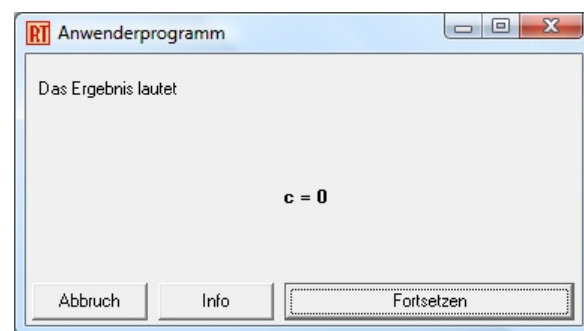 RT Anwenderprogramm
Das Ergebnis lautet
c = 0
Abbruch Info Fortsetzen